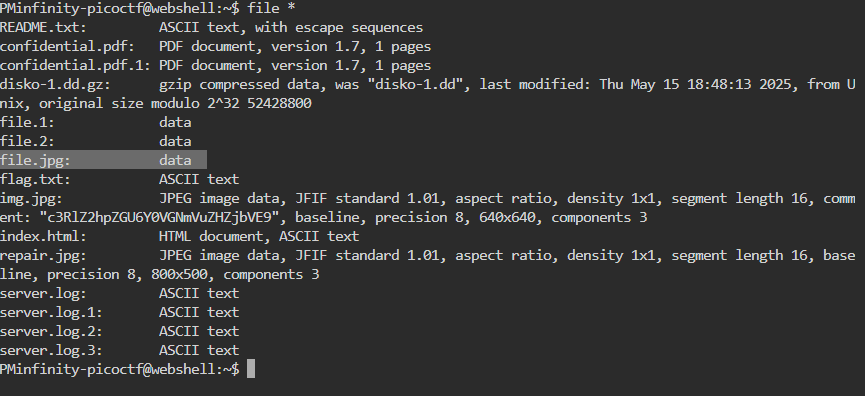 PMinfinity-picoctf@webshell:~$ file *
README.txt:         ASCII text, with escape sequences
confidential.pdf:   PDF document, version 1.7, 1 pages
confidential.pdf.1: PDF document, version 1.7, 1 pages
disko-1.dd.gz:      gzip compressed data, was "disko-1.dd", last modified: Thu May 15 18:48:13 2025, from U
nix, original size modulo 2^32 52428800
file.1:             data
file.2:             data
file.jpg:           data
flag.txt:           ASCII text
img.jpg:            JPEG image data, JFIF standard 1.01, aspect ratio, density 1x1, segment length 16, comm
ent: "c3RlZ2hpZGU6Y0VGNmVuZHZjbVE9", baseline, precision 8, 640x640, components 3
index.html:         HTML document, ASCII text
repair.jpg:         JPEG image data, JFIF standard 1.01, aspect ratio, density 1x1, segment length 16, base
line, precision 8, 800x500, components 3
server.log:         ASCII text
server.log.1:       ASCII text
server.log.2:       ASCII text
server.log.3:       ASCII text
PMinfinity-picoctf@webshell:~$